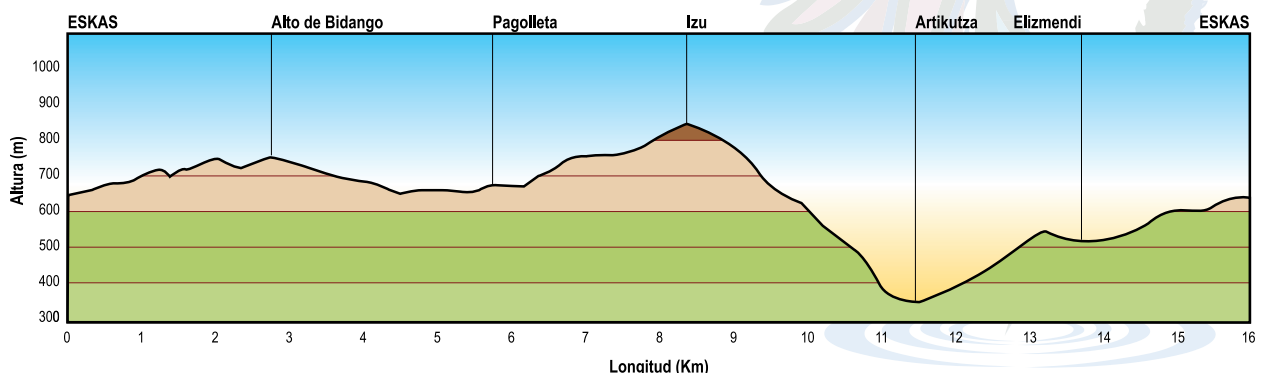 ESKAS Alto de Bidango Pagolleta Izu Artikutza Elizmendi ESKAS
Altura (m)
1000
900
800
700
600
500
400
300
0 1 2 3 4 5 6 7 8 9 10 11 12 13 14 15 16
Longitud (Km)